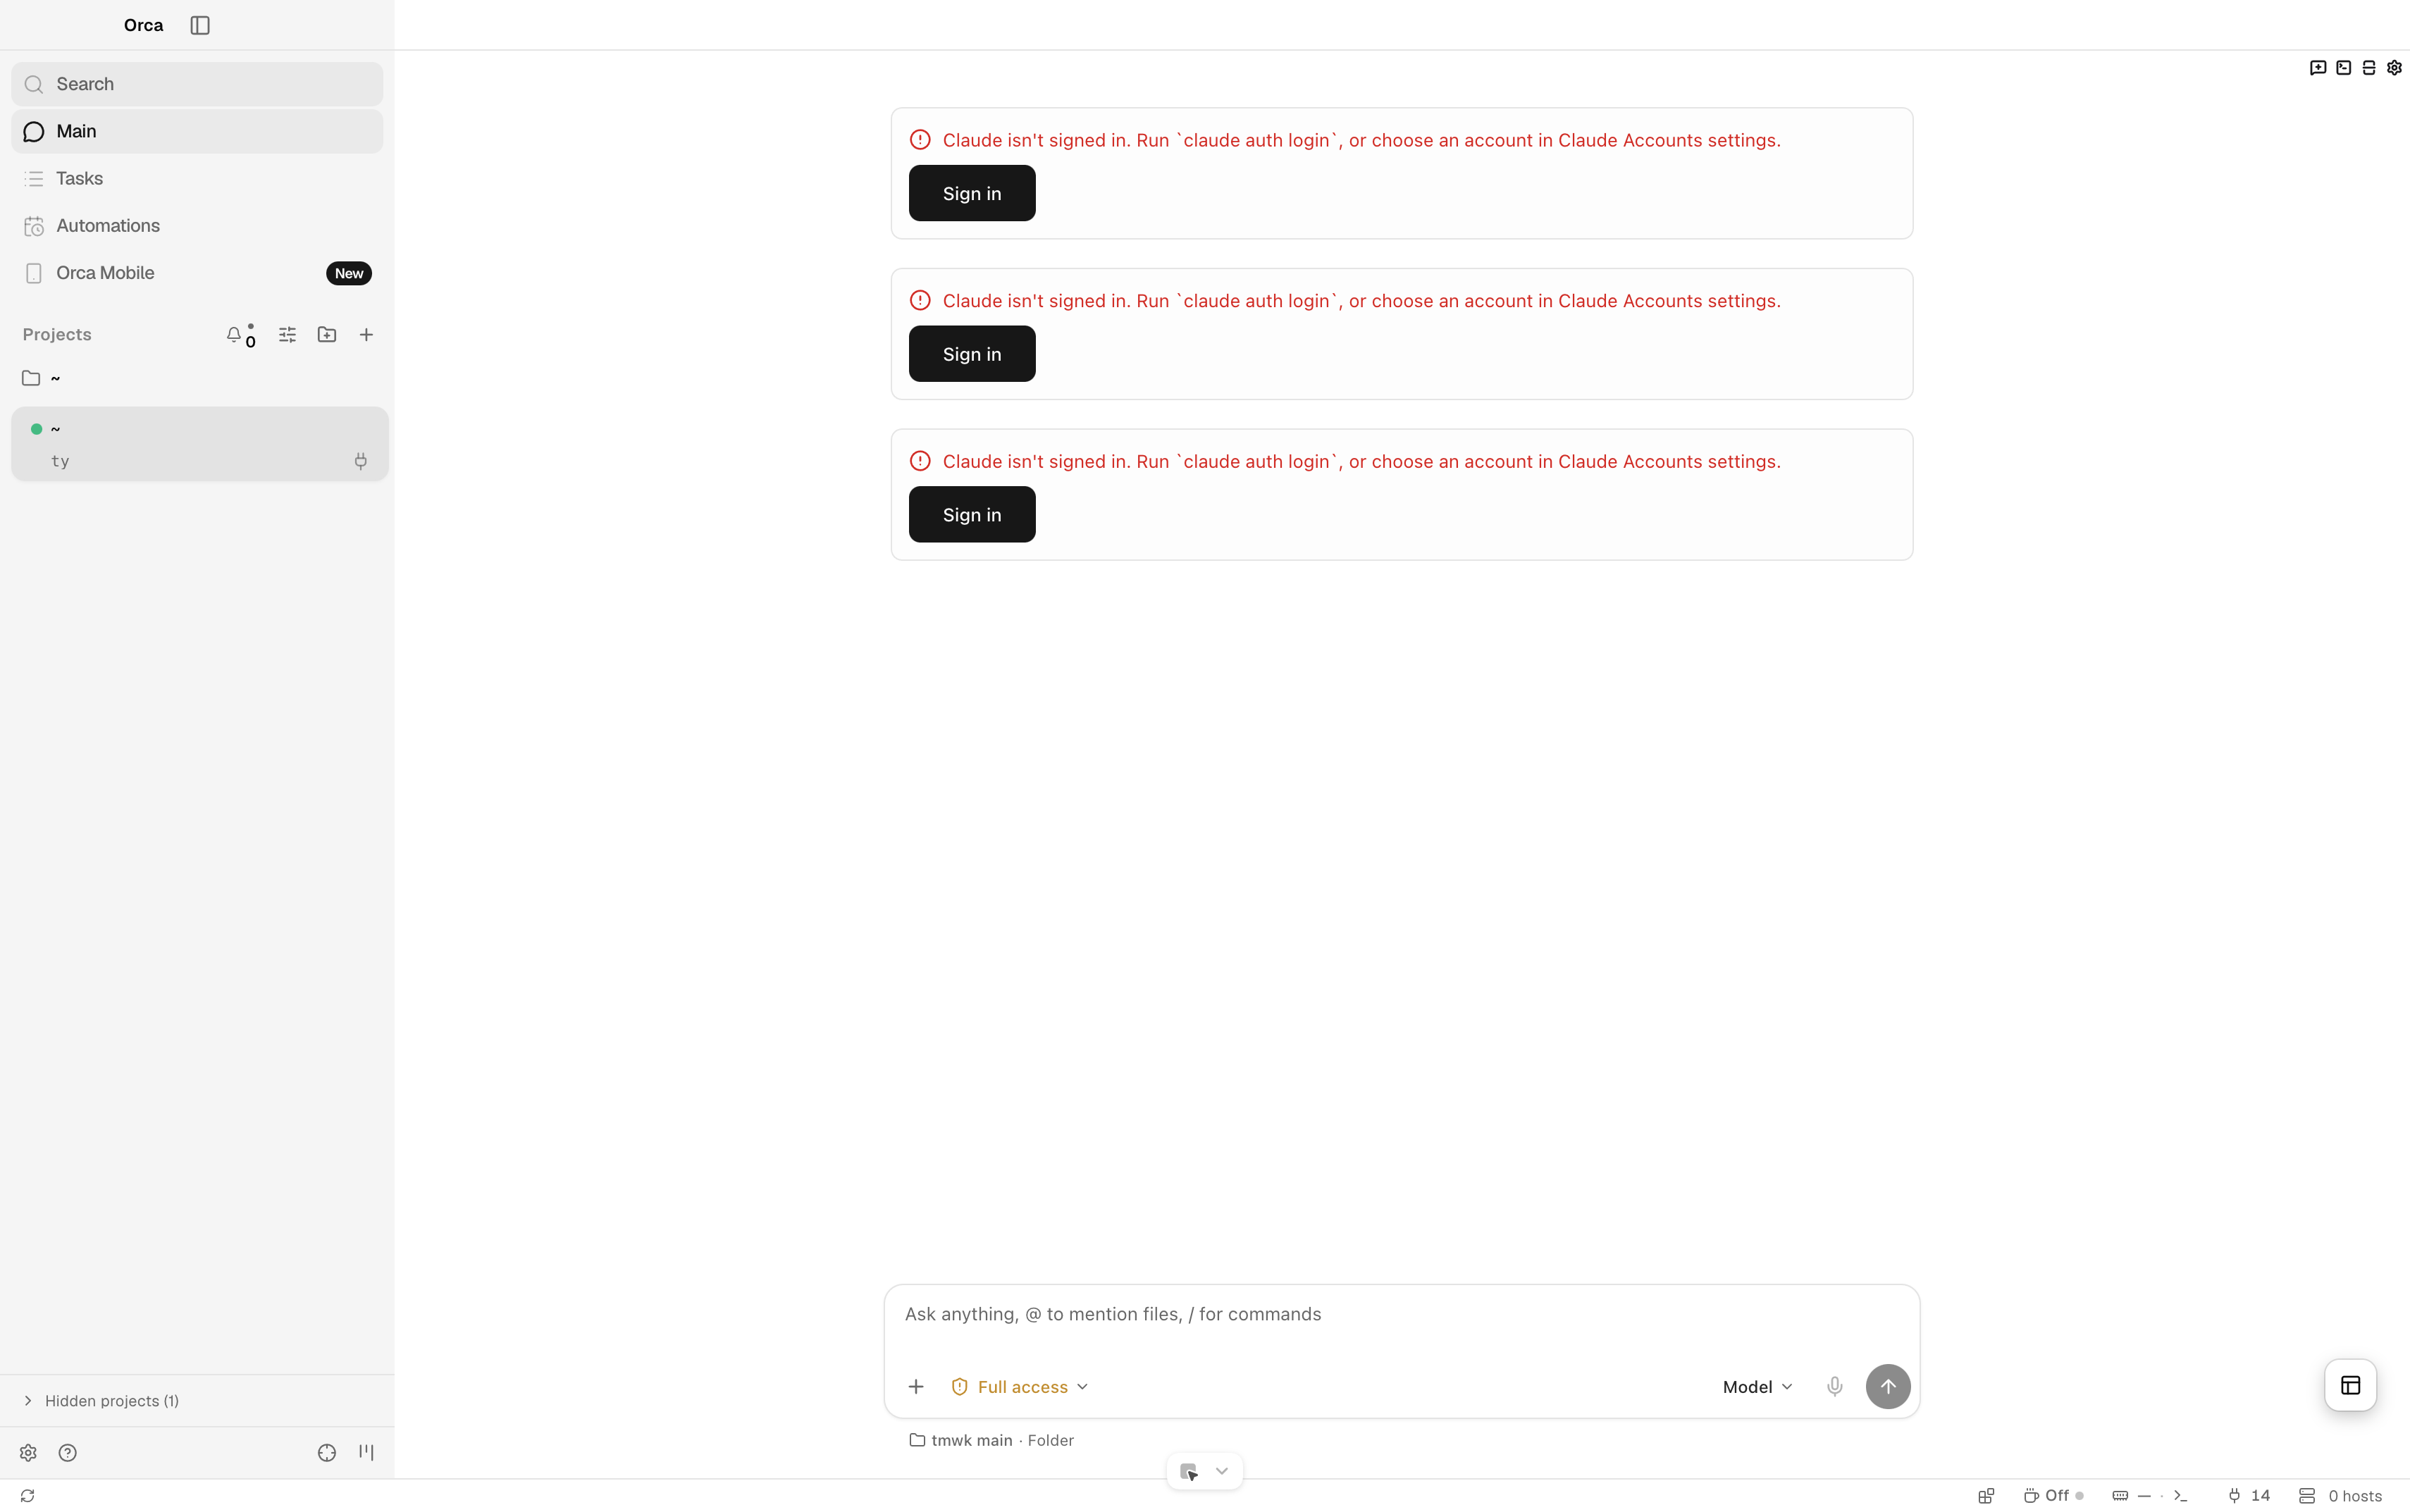 Orca
Search
Main
Tasks
Automations
Orca Mobile New
Projects 0
~
~
ty
Hidden projects (1)
Claude isn't signed in. Run `claude auth login`, or choose an account in Claude Accounts settings.
Sign in
Claude isn't signed in. Run `claude auth login`, or choose an account in Claude Accounts settings.
Sign in
Claude isn't signed in. Run `claude auth login`, or choose an account in Claude Accounts settings.
Sign in
Ask anything, @ to mention files, / for commands
Full access Model
tmwk main · Folder
Off — · 14 0 hosts